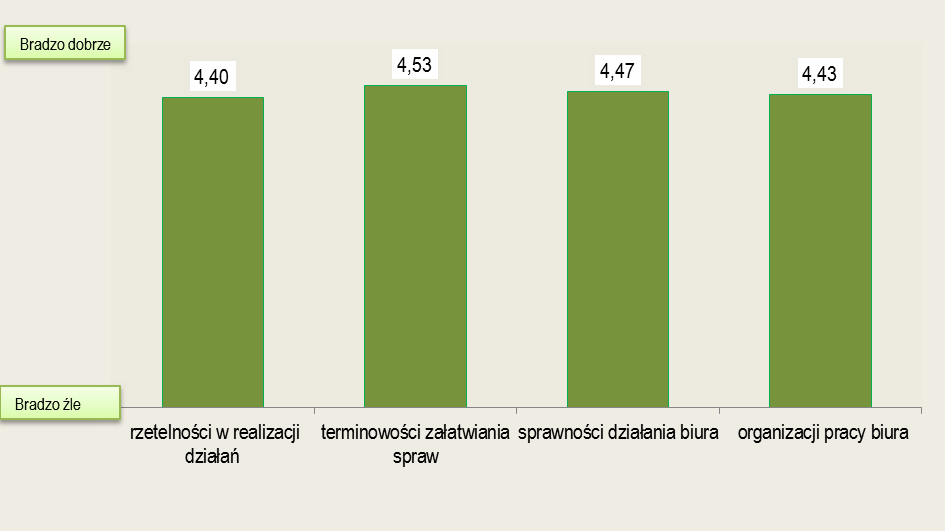 Bradzo dobrze
4,40
4,53
4,47
4,43
Bradzo źle
rzetelności w realizacji
działań
terminowości załatwiania
spraw
sprawności działania biura
organizacji pracy biura